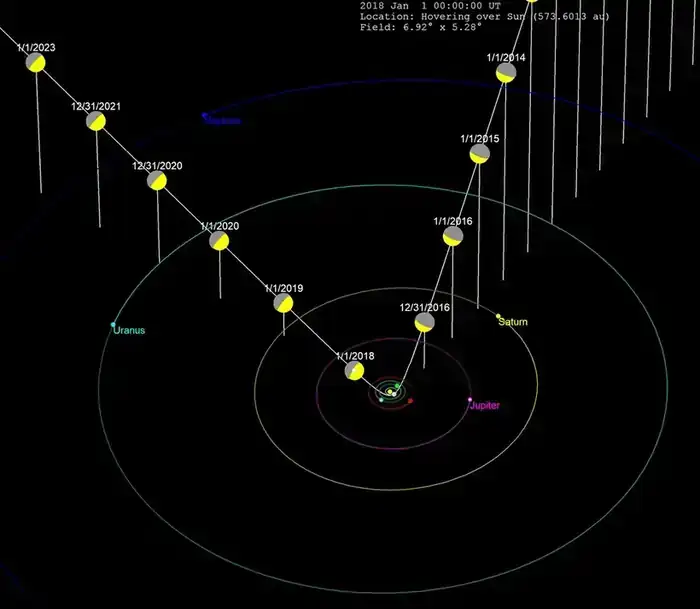 2018 Jan  1 00:00:00 UT
Location: Hovering over Sun (573.6013 au)
Field: 6.92° x 5.28°
1/1/2023
1/1/2014
12/31/2021
1/1/2015
12/31/2020
1/1/2016
1/1/2020
1/1/2019
12/31/2016
Saturn
Uranus
1/1/2018
Jupiter